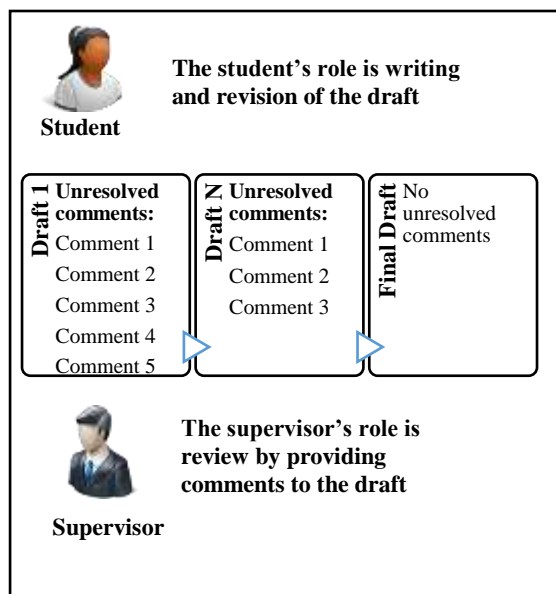 The student’s role is writing
and revision of the draft
Student
Draft 1
Unresolved
comments:
Comment 1
Comment 2
Comment 3
Comment 4
Comment 5
Draft N
Unresolved
comments:
Comment 1
Comment 2
Comment 3
Final Draft
No
unresolved
comments
The supervisor’s role is
review by providing
comments to the draft
Supervisor